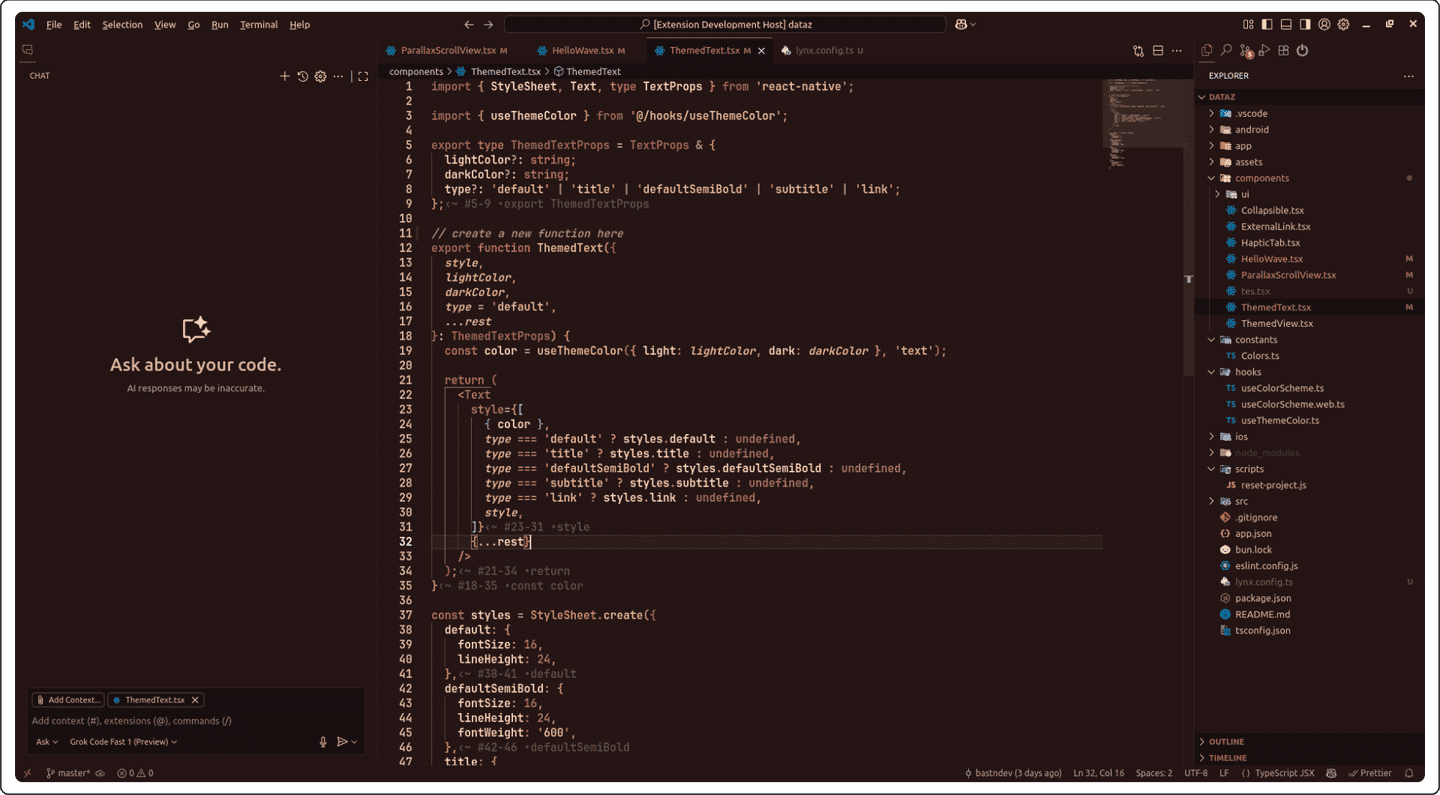 File Edit Selection View Go Run Terminal Help
[Extension Development Host] dataz
CHAT
Ask about your code.
AI responses may be inaccurate.
Add Context... ThemedText.tsx
Add context (#), extensions (@), commands (/)
Ask Grok Code Fast 1 (Preview)
ParallaxScrollView.tsx M HelloWave.tsx M ThemedText.tsx M lynx.config.ts U
components > ThemedText.tsx > ThemedText
1 import { StyleSheet, Text, type TextProps } from 'react-native';
2
3 import { useThemeColor } from '@/hooks/useThemeColor';
4
5 export type ThemedTextProps = TextProps & {
6 lightColor?: string;
7 darkColor?: string;
8 type?: 'default' | 'title' | 'defaultSemiBold' | 'subtitle' | 'link';
9 };<~ #5-9 •export ThemedTextProps
10
11 // create a new function here
12 export function ThemedText({
13 style,
14 lightColor,
15 darkColor,
16 type = 'default',
17 ...rest
18 }: ThemedTextProps) {
19 const color = useThemeColor({ light: lightColor, dark: darkColor }, 'text');
20
21 return (
22 <Text
23 style={[
24 { color },
25 type === 'default' ? styles.default : undefined,
26 type === 'title' ? styles.title : undefined,
27 type === 'defaultSemiBold' ? styles.defaultSemiBold : undefined,
28 type === 'subtitle' ? styles.subtitle : undefined,
29 type === 'link' ? styles.link : undefined,
30 style,
31 ]}<~ #23-31 •style
32 {...rest}
33 />
34 );<~ #21-34 •return
35 }<~ #18-35 •const color
36
37 const styles = StyleSheet.create({
38 default: {
39 fontSize: 16,
40 lineHeight: 24,
41 },<~ #38-41 •default
42 defaultSemiBold: {
43 fontSize: 16,
44 lineHeight: 24,
45 fontWeight: '600',
46 },<~ #42-46 •defaultSemiBold
47 title: {
5
EXPLORER
DATAZ
.vscode
android
app
assets
components
ui
Collapsible.tsx
ExternalLink.tsx
HapticTab.tsx
HelloWave.tsx M
ParallaxScrollView.tsx M
tes.tsx U
ThemedText.tsx M
ThemedView.tsx
constants
TS Colors.ts
hooks
TS useColorScheme.ts
TS useColorScheme.web.ts
TS useThemeColor.ts
ios
node_modules
scripts
JS reset-project.js
src
.gitignore
app.json
bun.lock
eslint.config.js
lynx.config.ts U
package.json
README.md
tsconfig.json
OUTLINE
TIMELINE
master* 0 0 bastndev (3 days ago) Ln 32, Col 16 Spaces: 2 UTF-8 LF {} TypeScript JSX Prettier